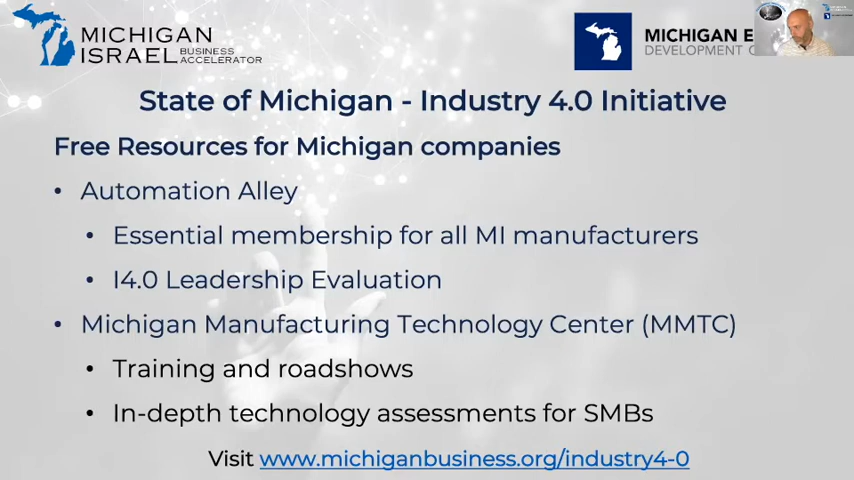 MICHIGAN
ISRAEL BUSINESS ACCELERATOR
MICHIGAN E
DEVELOPMENT
State of Michigan - Industry 4.0 Initiative
Free Resources for Michigan companies
• Automation Alley
• Essential membership for all MI manufacturers
• I4.0 Leadership Evaluation
• Michigan Manufacturing Technology Center (MMTC)
• Training and roadshows
• In-depth technology assessments for SMBs
Visit www.michiganbusiness.org/industry4-0